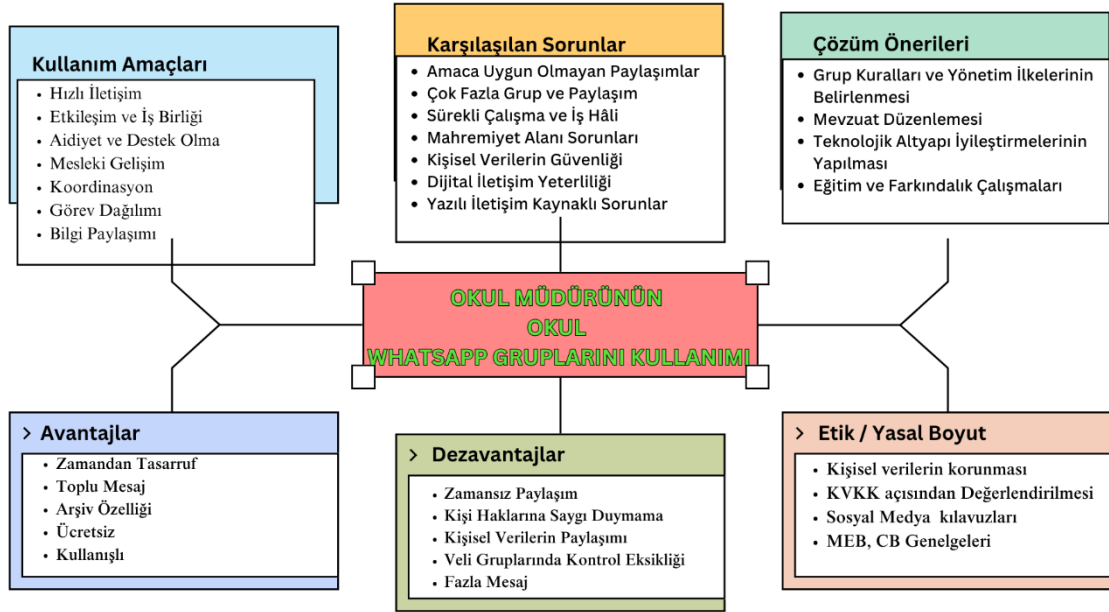 Kullanım Amaçları
Hızlı İletişim
Etkileşim ve İş Birliği
Aidiyet ve Destek Olma
Mesleki Gelişim
Koordinasyon
Görev Dağılımı
Bilgi Paylaşımı
Karşılaşılan Sorunlar
Amaca Uygun Olmayan Paylaşımlar
Çok Fazla Grup ve Paylaşım
Sürekli Çalışma ve İş Hâli
Mahremiyet Alanı Sorunları
Kişisel Verilerin Güvenliği
Dijital İletişim Yeterliliği
Yazılı İletişim Kaynaklı Sorunlar
Çözüm Önerileri
Grup Kuralları ve Yönetim İlkelerinin
Belirlenmesi
Mevzuat Düzenlemesi
Teknolojik Altyapı İyileştirmelerinin
Yapılması
Eğitim ve Farkındalık Çalışmaları
OKUL MÜDÜRÜNÜN
OKUL
WHATSAPP GRUPLARINI KULLANIMI
Avantajlar
Zamandan Tasarruf
Toplu Mesaj
Arşiv Özelliği
Ücretsiz
Kullanışlı
Dezavantajlar
Zamansız Paylaşım
Kişi Haklarına Saygı Duymama
Kişisel Verilerin Paylaşımı
Veli Gruplarında Kontrol Eksikliği
Fazla Mesaj
Etik / Yasal Boyut
Kişisel verilerin korunması
KVKK açısından Değerlendirilmesi
Sosyal Medya kılavuzları
MEB, CB Genelgeleri